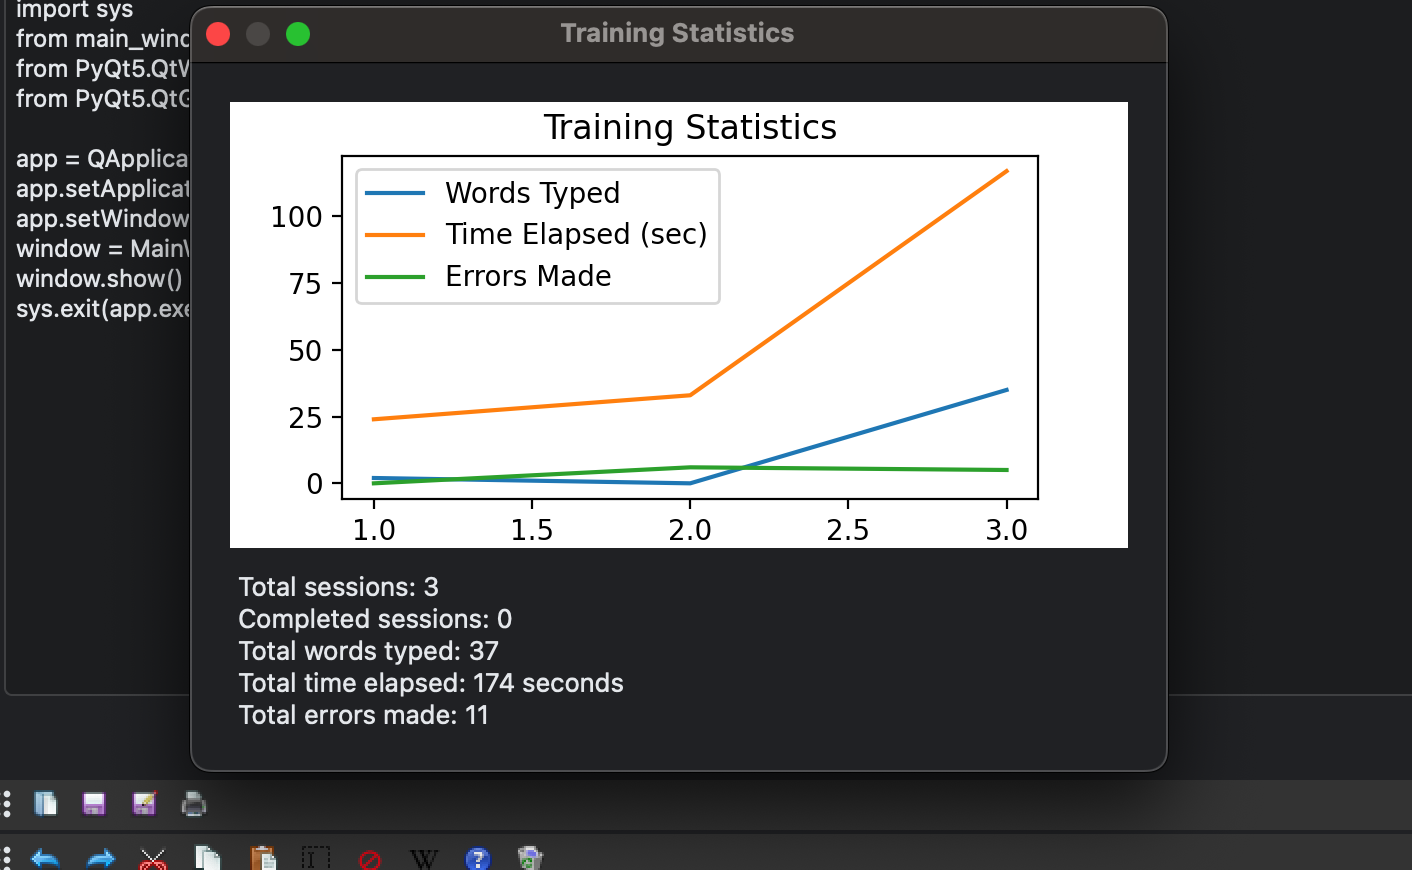 import sys
from main_wind
from PyQt5.Qt
from PyQt5.Qt
app = QApplica
app.setApplicat
app.setWindow
window = Main
window.show()
sys.exit(app.exe
Training Statistics
Training Statistics
Words Typed
Time Elapsed (sec)
Errors Made
100
75
50
25
0
1.0 1.5 2.0 2.5 3.0
Total sessions: 3
Completed sessions: 0
Total words typed: 37
Total time elapsed: 174 seconds
Total errors made: 11
W
?